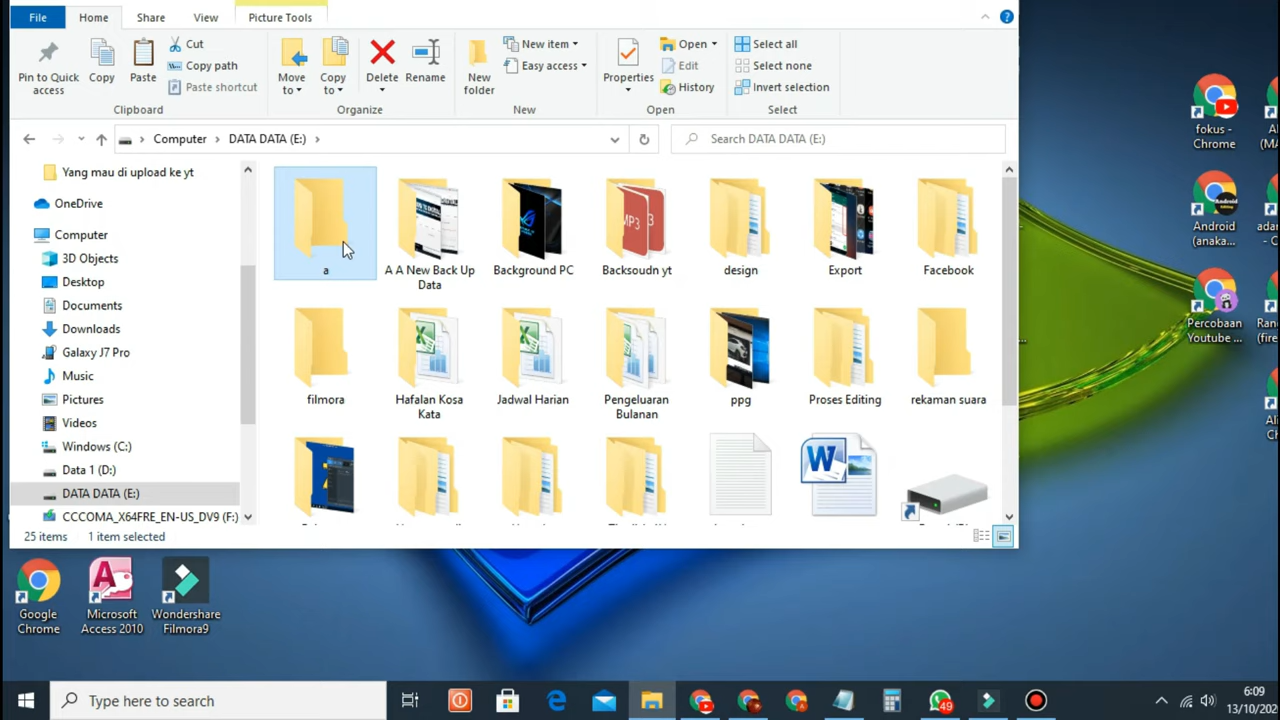 File Home Share View Picture Tools
Pin to Quick access
Copy
Paste
Cut
Copy path
Paste shortcut
Clipboard
Move to
Copy to
Delete
Rename
Organize
New folder
New item
Easy access
New
Properties
Open
Edit
History
Open
Select all
Select none
Invert selection
Select
Computer DATA DATA (E:)
Search DATA DATA (E:)
Yang mau di upload ke yt
OneDrive
Computer
3D Objects
Desktop
Documents
Downloads
Galaxy J7 Pro
Music
Pictures
Videos
Windows (C:)
Data 1 (D:)
DATA DATA (E:)
CCCOMA_X64FRE_EN-US_DV9 (F:)
a
A A New Back Up
Data
Background PC
Backsoudn yt
design
Export
Facebook
filmora
Hafalan Kosa
Kata
Jadwal Harian
Pengeluaran
Bulanan
ppg
Proses Editing
rekaman suara
MP3
W
25 items 1 item selected
fokus -
Chrome
Android
(anaka...
Percobaan
Youtube ...
Google
Chrome
Microsoft
Access 2010
Wondershare
Filmora9
Type here to search
49
6:09
13/10/202